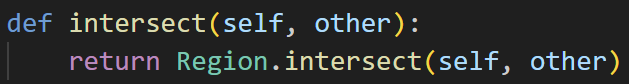 def intersect(self, other):
    return Region.intersect(self, other)